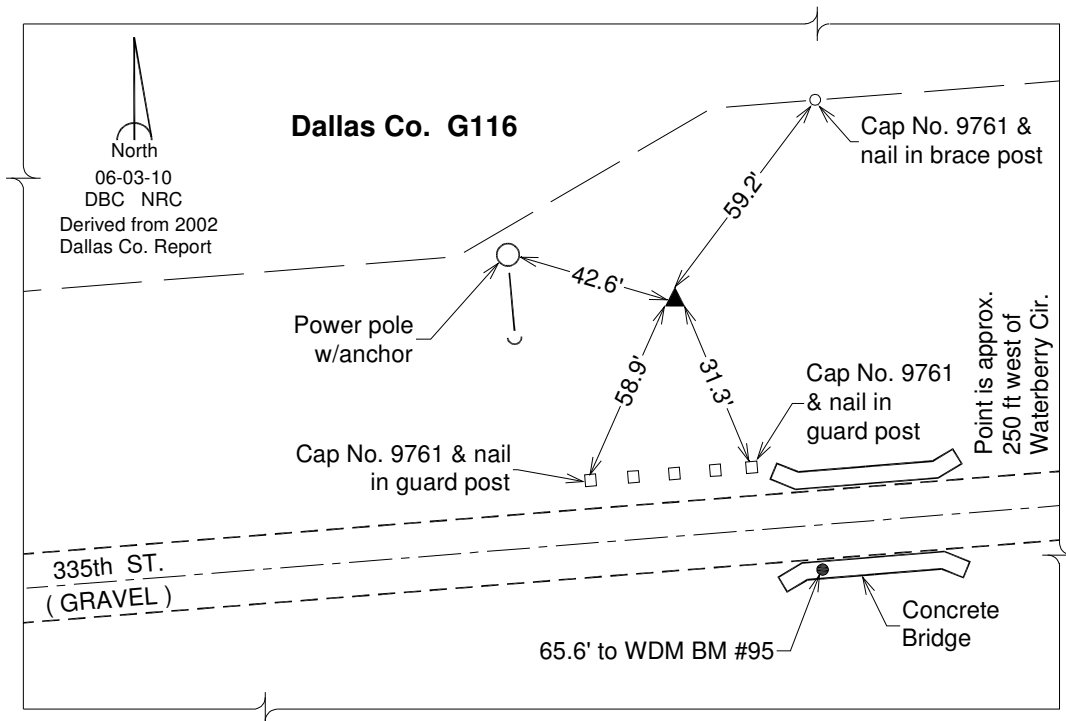 Dallas Co. G116
North
06-03-10
DBC NRC
Derived from 2002
Dallas Co. Report
Cap No. 9761 &
nail in brace post
59.2'
42.6'
Power pole
w/anchor
58.9'
31.3'
Cap No. 9761
& nail in
guard post
Point is approx.
250 ft west of
Waterberry Cir.
Cap No. 9761 & nail
in guard post
335th ST.
( GRAVEL )
Concrete
Bridge
65.6' to WDM BM #95